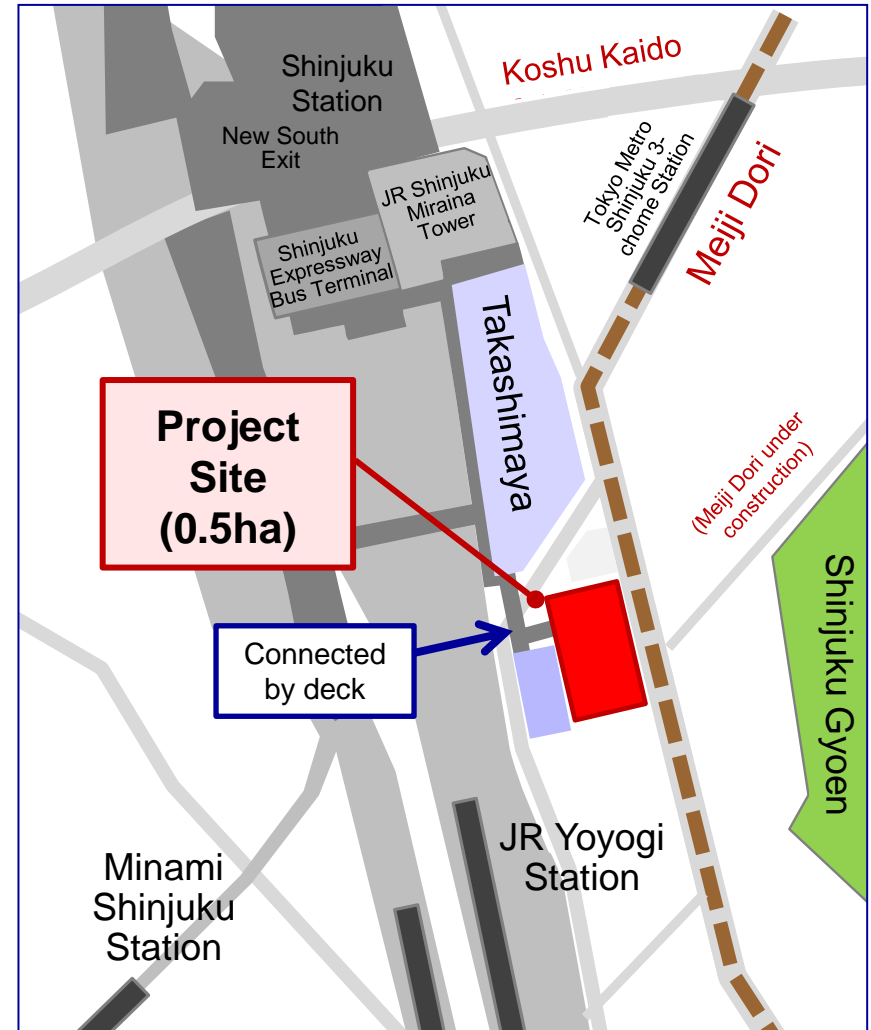 Shinjuku
Station
New South
Exit
Koshu Kaido
JR Shinjuku
Miraina
Tower
Shinjuku
Expressway
Bus Terminal
Tokyo Metro
Shinjuku 3-
chome Station
Meiji Dori
Takashimaya
Project
Site
(0.5ha)
(Meiji Dori under
construction)
Shinjuku Gyoen
Connected
by deck
JR Yoyogi
Station
Minami
Shinjuku
Station